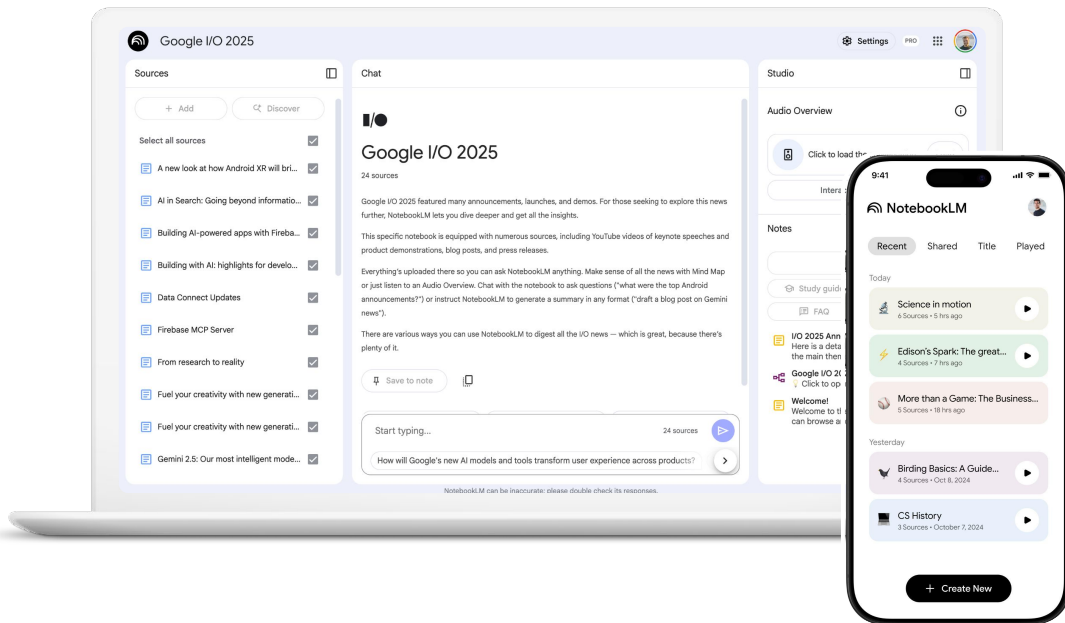 Google I/O 2025
Settings
PRO
Sources
+ Add
Discover
Select all sources
A new look at how Android XR will bri...
AI in Search: Going beyond informatio...
Building AI-powered apps with Fireba...
Building with AI: highlights for develo...
Data Connect Updates
Firebase MCP Server
From research to reality
Fuel your creativity with new generati...
Fuel your creativity with new generati...
Gemini 2.5: Our most intelligent mode...
Chat
I/O
Google I/O 2025
24 sources
Google I/O 2025 featured many announcements, launches, and demos. For those seeking to explore this news
further, NotebookLM lets you dive deeper and get all the insights.
This specific notebook is equipped with numerous sources, including YouTube videos of keynote speeches and
product demonstrations, blog posts, and press releases.
Everything's uploaded there so you can ask NotebookLM anything. Make sense of all the news with Mind Map
or just listen to an Audio Overview. Chat with the notebook to ask questions ("what were the top Android
announcements?") or instruct NotebookLM to generate a summary in any format ("draft a blog post on Gemini
news").
There are various ways you can use NotebookLM to digest all the I/O news — which is great, because there's
plenty of it.
Save to note
Start typing...
24 sources
How will Google's new AI models and tools transform user experience across products?
NotebookLM can be inaccurate; please double check its responses.
Studio
Audio Overview
Click to load the
Notes
Study guide
FAQ
I/O 2025
Here is a
the main
Google I/O
Click to
Welcome!
Welcome to
can browse
9:41
NotebookLM
Recent
Shared
Title
Played
Today
Science in motion
6 Sources • 5 hrs ago
Edison's Spark: The great...
4 Sources • 7 hrs ago
More than a Game: The Business...
5 Sources • 18 hrs ago
Yesterday
Birding Basics: A Guide...
4 Sources • Oct 8, 2024
CS History
3 Sources • October 7, 2024
+ Create New